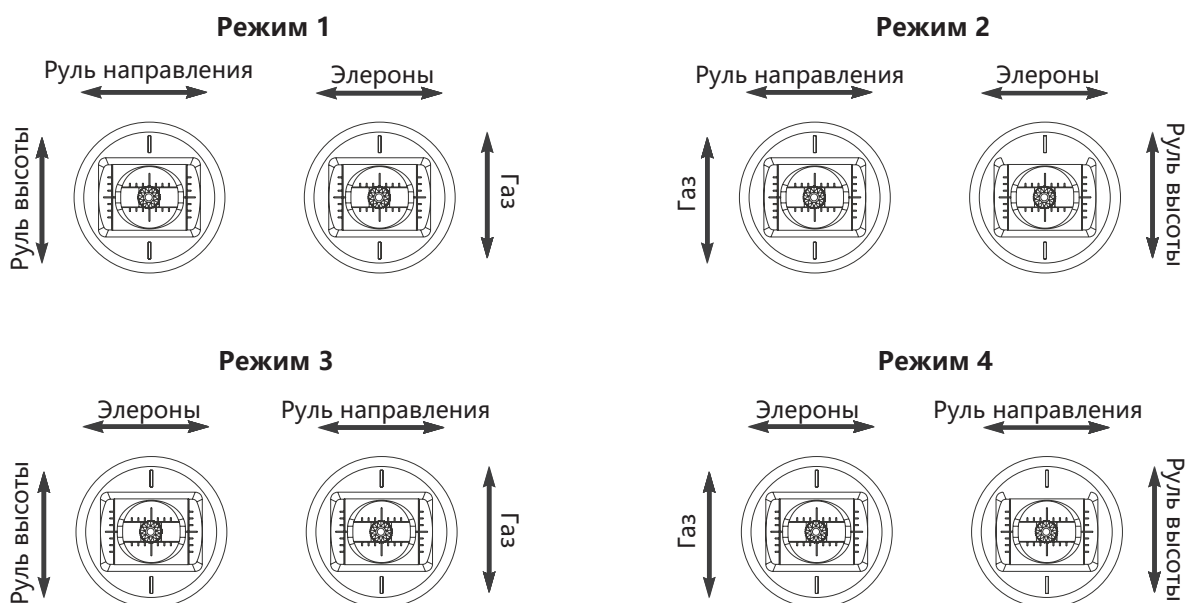 Режим 1
Руль направления
Элероны
Руль высоты
Газ
Режим 2
Руль направления
Элероны
Газ
Руль высоты
Режим 3
Элероны
Руль направления
Руль высоты
Газ
Режим 4
Элероны
Руль направления
Газ
Руль высоты